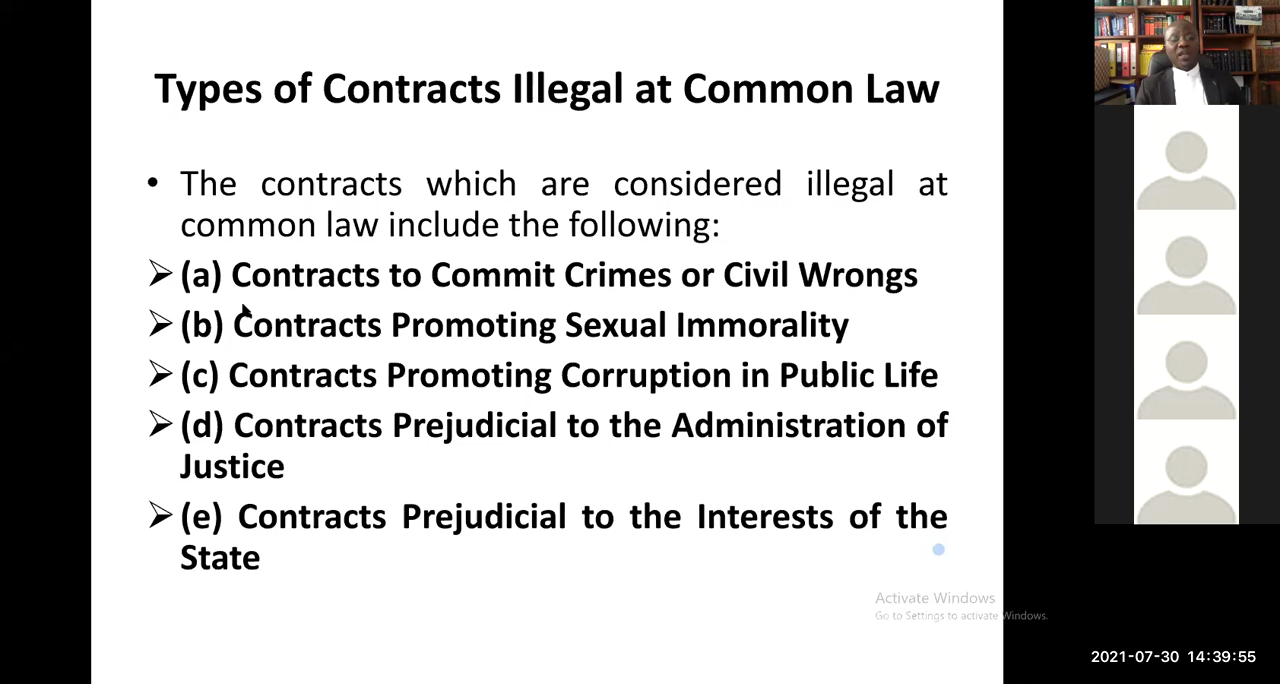 Types of Contracts Illegal at Common Law
• The contracts which are considered illegal at
common law include the following:
➢ (a) Contracts to Commit Crimes or Civil Wrongs
➢ (b) Contracts Promoting Sexual Immorality
➢ (c) Contracts Promoting Corruption in Public Life
➢ (d) Contracts Prejudicial to the Administration of
Justice
➢ (e) Contracts Prejudicial to the Interests of the
State
Activate Windows
Go to Settings to activate Windows.
2021-07-30 14:39:55